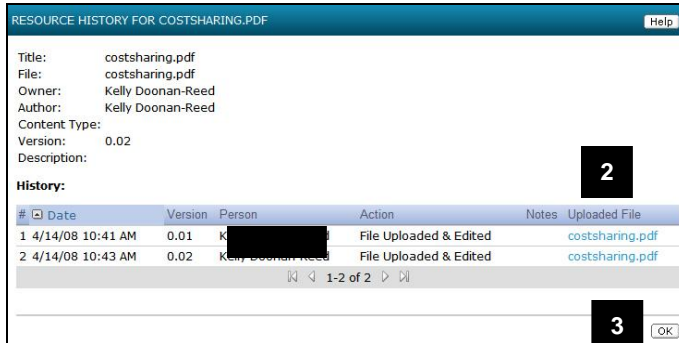 RESOURCE HISTORY FOR COSTSHARING.PDF Help
Title: costsharing.pdf
File: costsharing.pdf
Owner: Kelly Doonan-Reed
Author: Kelly Doonan-Reed
Content Type:
Version: 0.02
Description:
2
History:
# Date Version Person Action Notes Uploaded File
1 4/14/08 10:41 AM 0.01 File Uploaded & Edited costsharing.pdf
2 4/14/08 10:43 AM 0.02 Kelly Doonan-Reed File Uploaded & Edited costsharing.pdf
1-2 of 2
3 OK